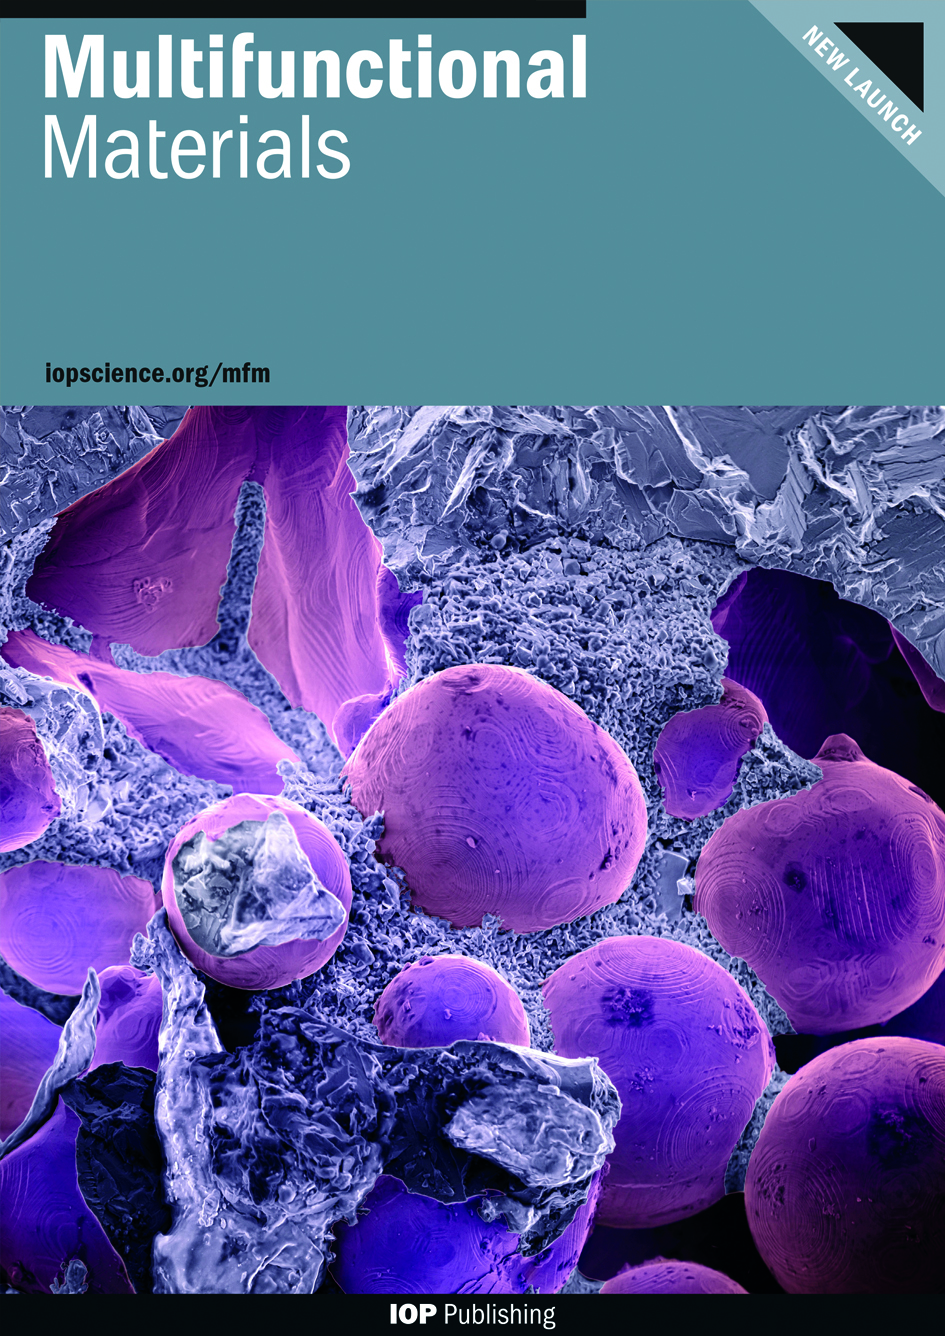 Multifunctional
Materials
NEW LAUNCH
iopscience.org/mfm
IOP Publishing